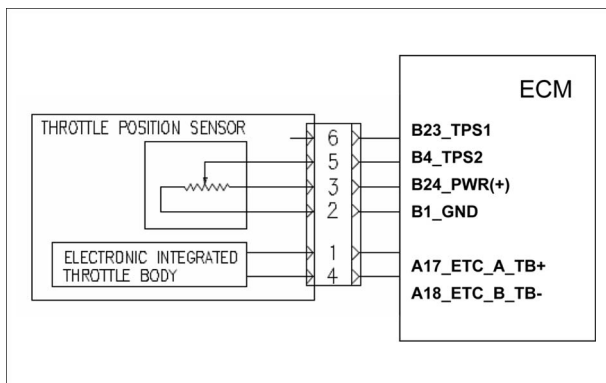 ECM
THROTTLE POSITION SENSOR
6
B23_TPS1
5
B4_TPS2
3
B24_PWR(+)
2
B1_GND
ELECTRONIC INTEGRATED
THROTTLE BODY
1
A17_ETC_A_TB+
4
A18_ETC_B_TB-